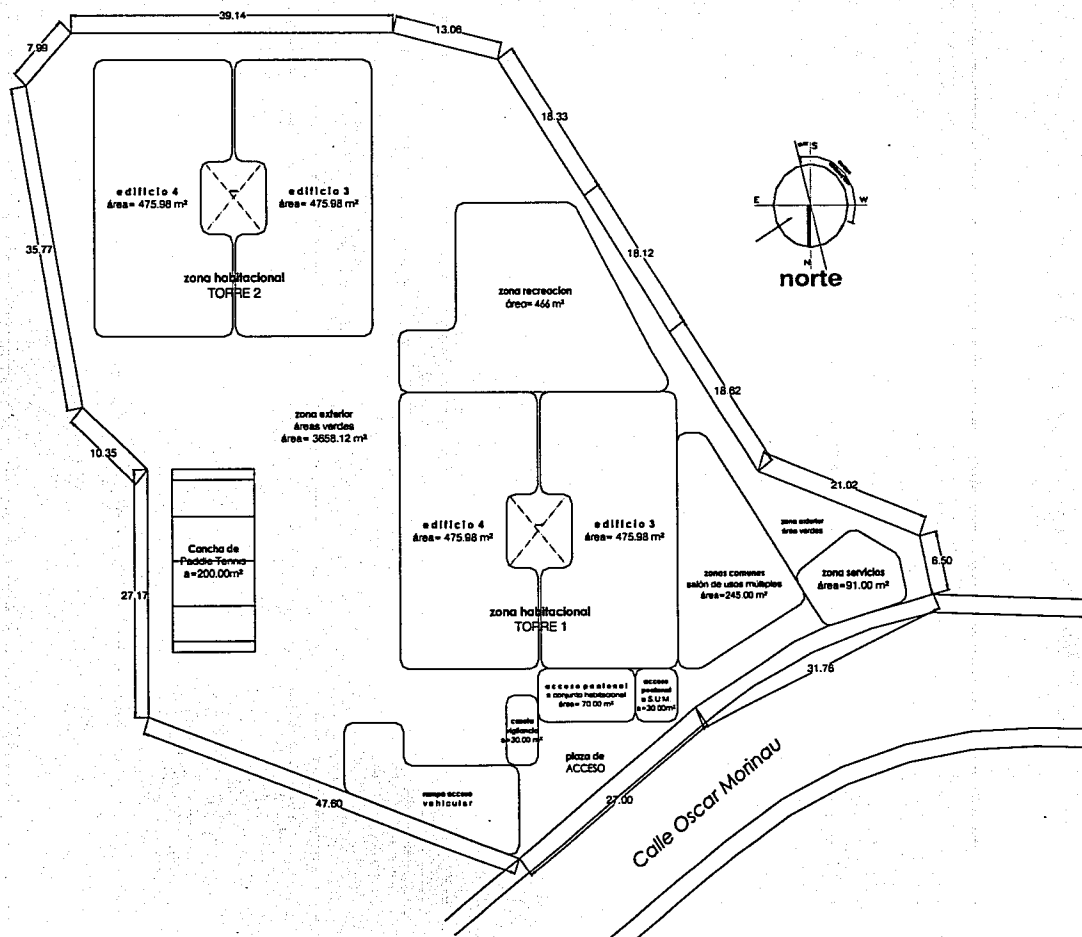 39.14
13.06
7.99
18.33
edificio 4
área= 475.98 m²
edificio 3
área= 475.98 m²
S
E
W
N
norte
35.77
18.12
zona habitacional
TORRE 2
zona recreacion
área= 466 m²
18.62
zona exterior
áreas verdes
área= 3658.12 m²
10.35
21.02
edificio 4
área= 475.98 m²
edificio 3
área= 475.98 m²
zona exterior
área verdes
Cancha de
Paddle Tennis
a=200.00m²
6.50
zonas comunes
salón de usos múltiples
área=245.00 m²
zona servicios
área=91.00 m²
27.17
zona habitacional
TORRE 1
31.76
acceso peatonal
a conjunto habitacional
área= 70.00 m²
acceso
peatonal
a S.U.M
a=30.00m²
caseta
vigilancia
a=30.00 m²
plaza de
ACCESO
rampa acceso
vehicular
47.60
27.00
Calle Oscar Morinau